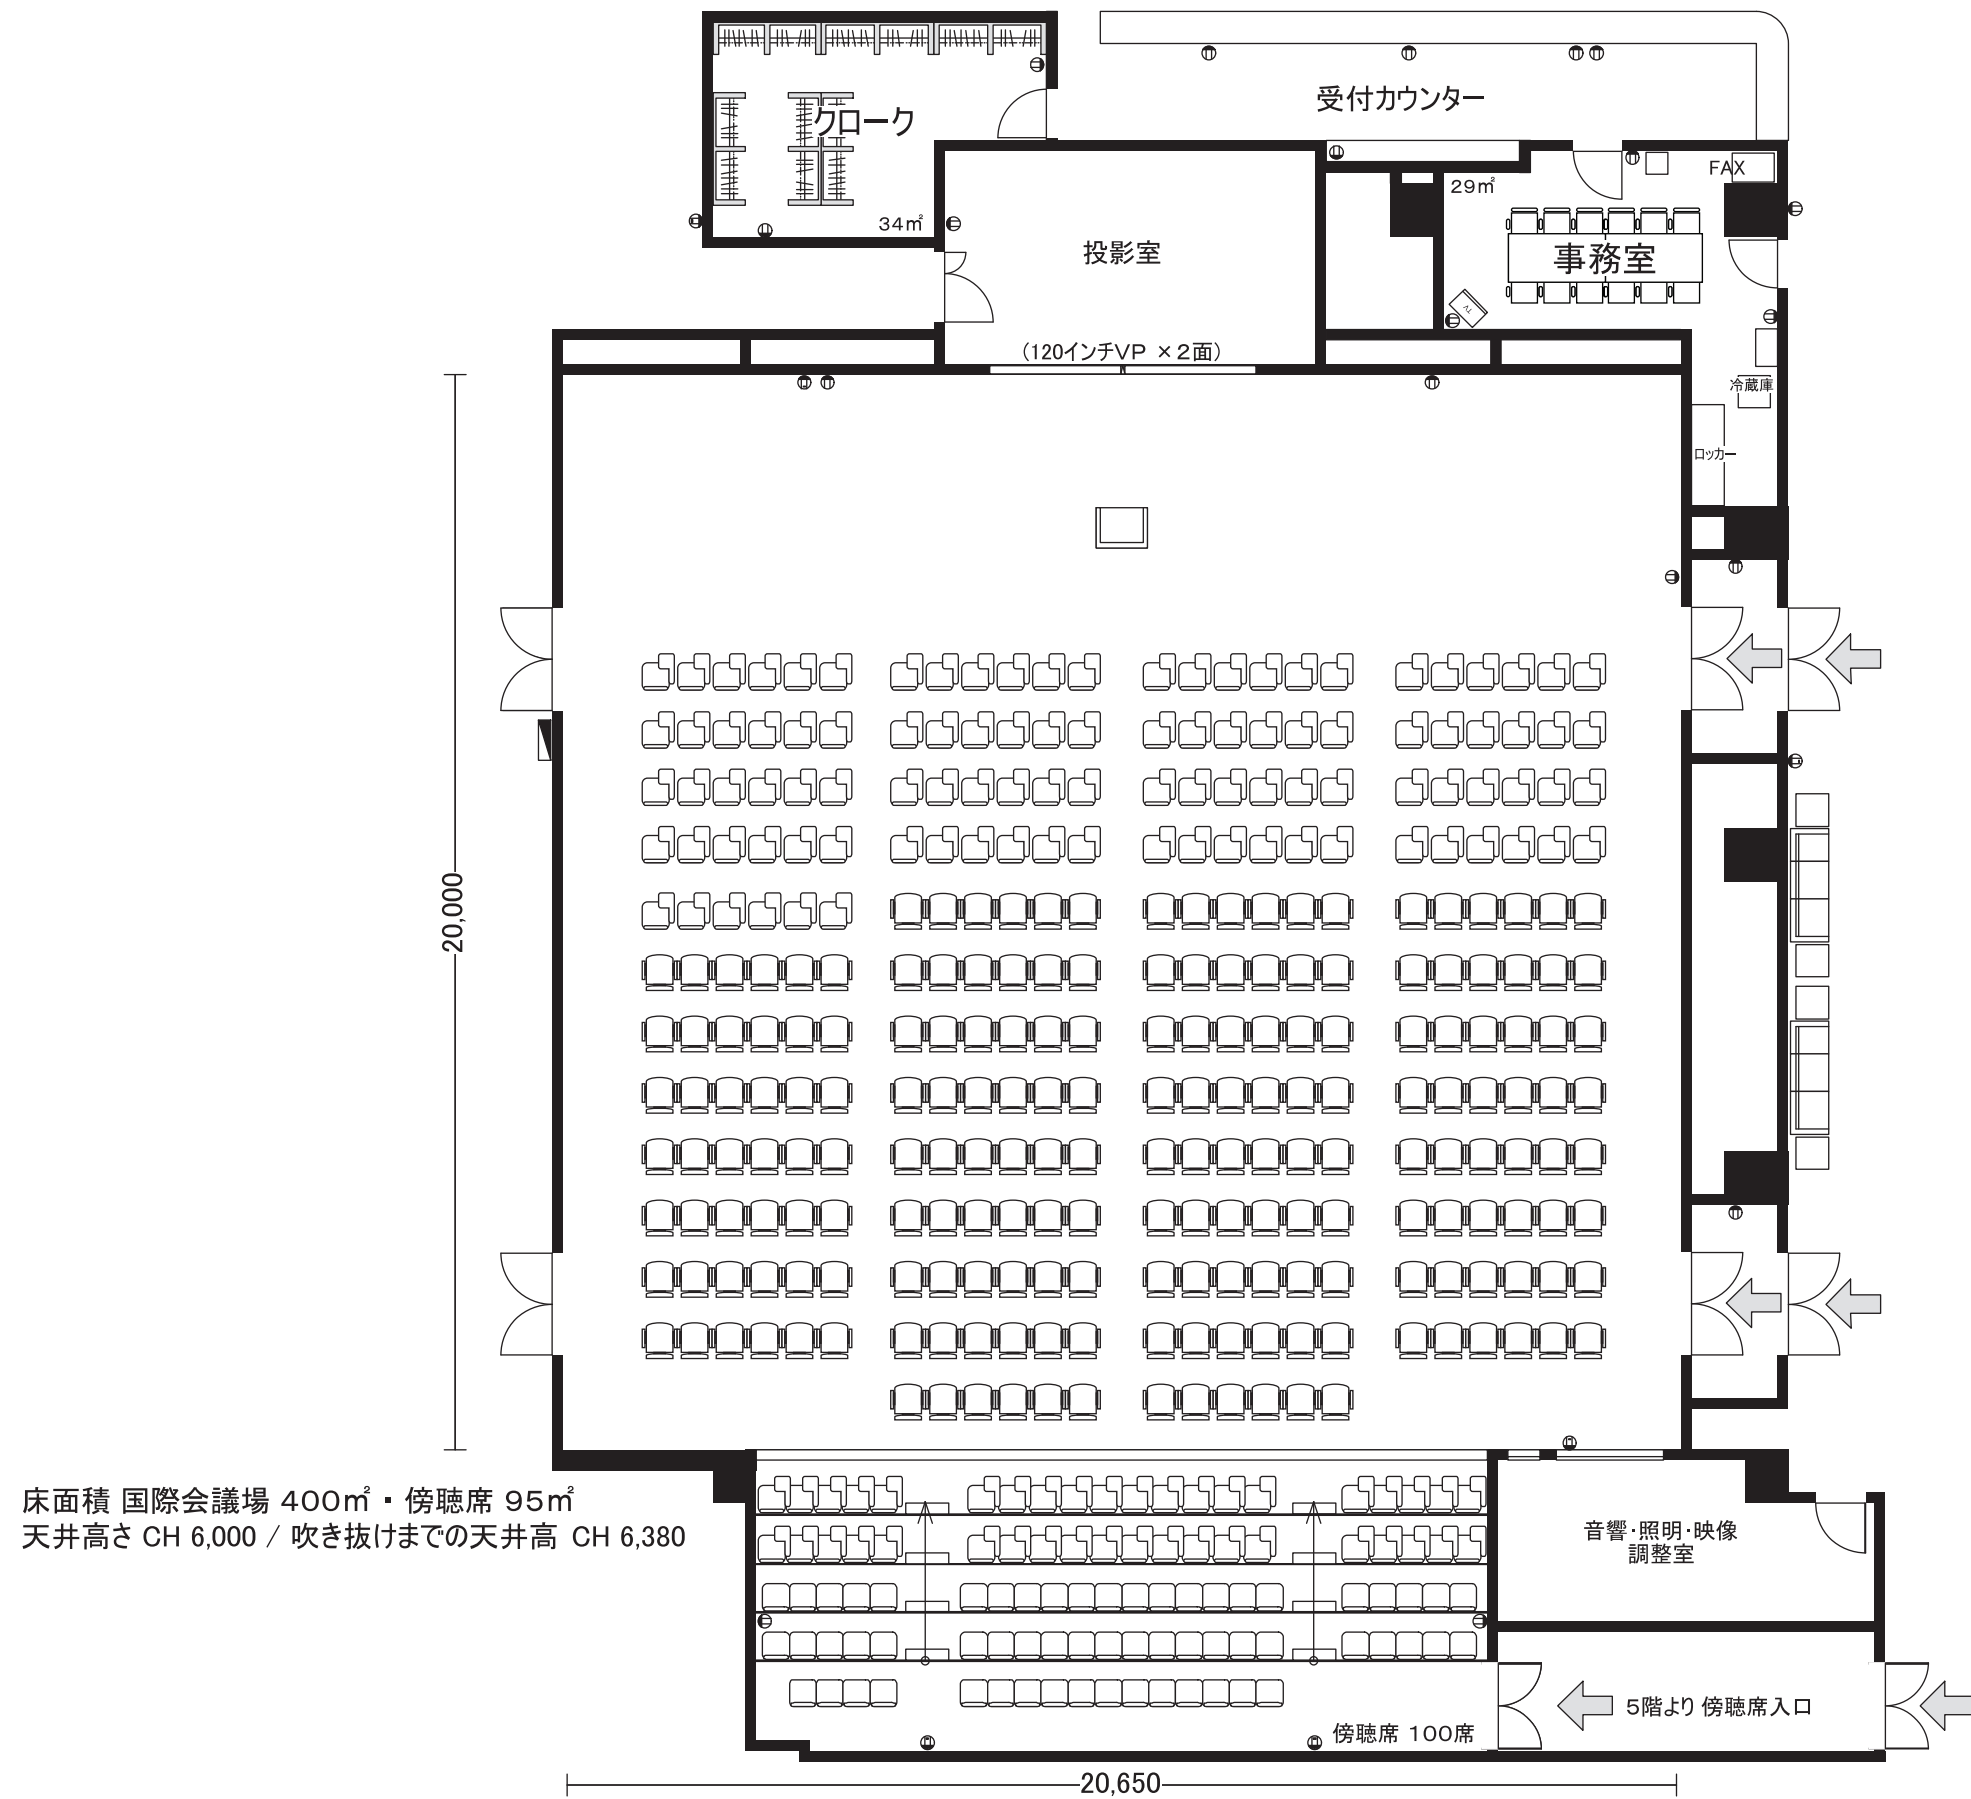 受付カウンター
クローク
FAX
29㎡
34㎡
投影室
事務室
TV
(120インチVP ×2面)
冷蔵庫
ロッカー
20,000
床面積 国際会議場 400㎡・傍聴席 95㎡
天井高さ CH 6,000 / 吹き抜けまでの天井高 CH 6,380
音響・照明・映像
調整室
5階より 傍聴席入口
傍聴席 100席
20,650